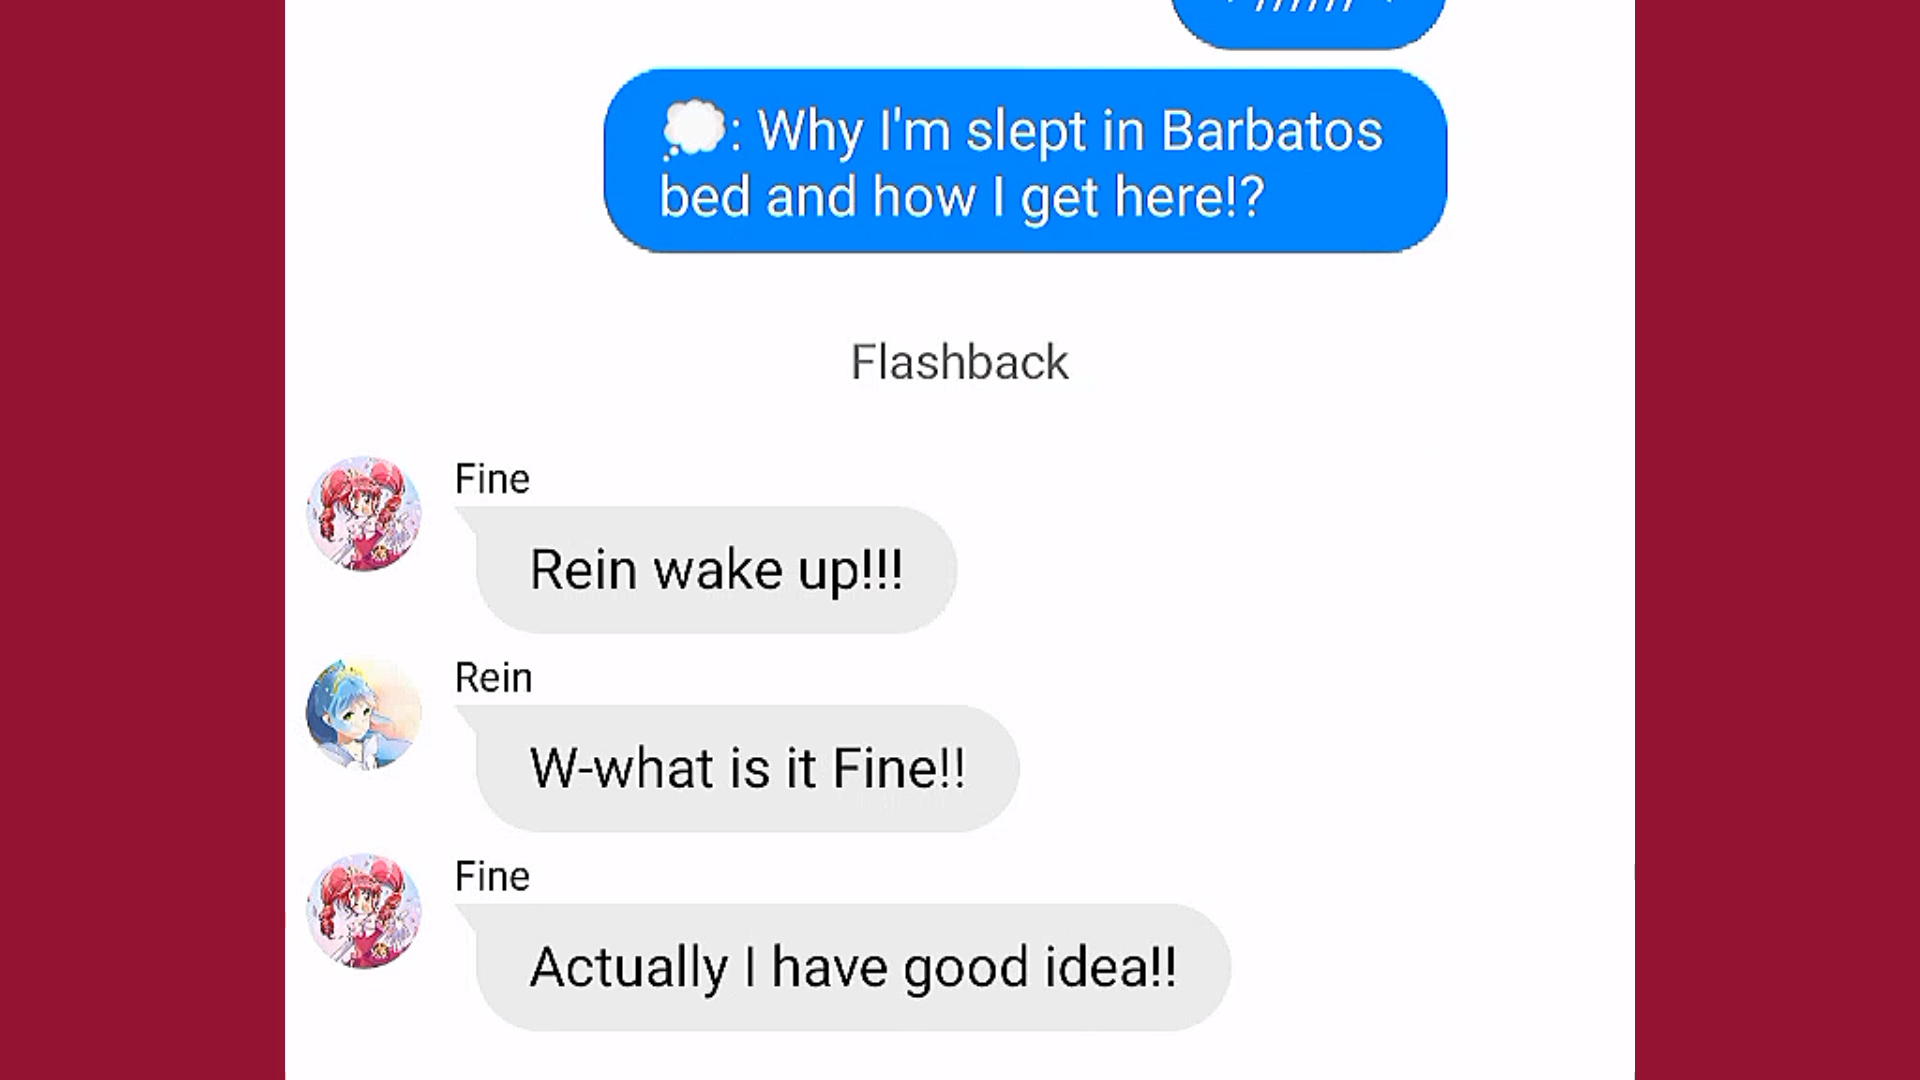 💭: Why I'm slept in Barbatos
bed and how I get here!?
Flashback
Fine
Rein wake up!!!
Rein
W-what is it Fine!!
Fine
Actually I have good idea!!